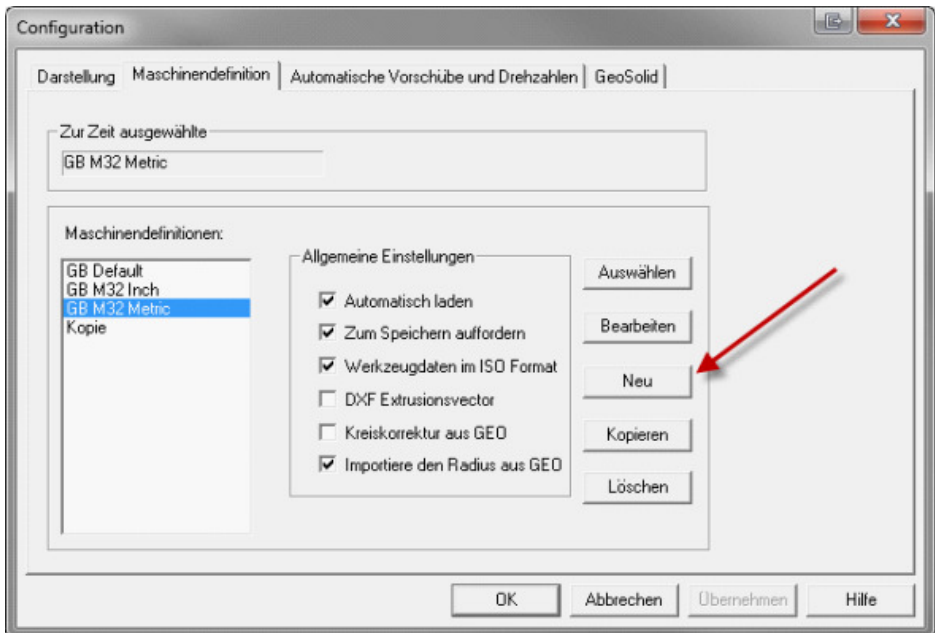 Configuration
Darstellung
Maschinendefinition
Automatische Vorschübe und Drehzahlen
GeoSolid
Zur Zeit ausgewählte
GB M32 Metric
Maschinendefinitionen:
GB Default
GB M32 Inch
GB M32 Metric
Kopie
Allgemeine Einstellungen
Automatisch laden
Zum Speichern auffordern
Werkzeugdaten im ISO Format
DXF Extrusionsvector
Kreiskorrektur aus GEO
Importiere den Radius aus GEO
Auswählen
Bearbeiten
Neu
Kopieren
Löschen
OK
Abbrechen
Übernehmen
Hilfe